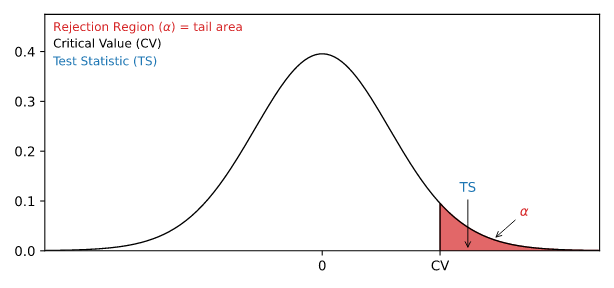 Rejection Region (α) = tail area
Critical Value (CV)
Test Statistic (TS)
0.4
0.3
0.2
TS
0.1
α
0.0
0
CV